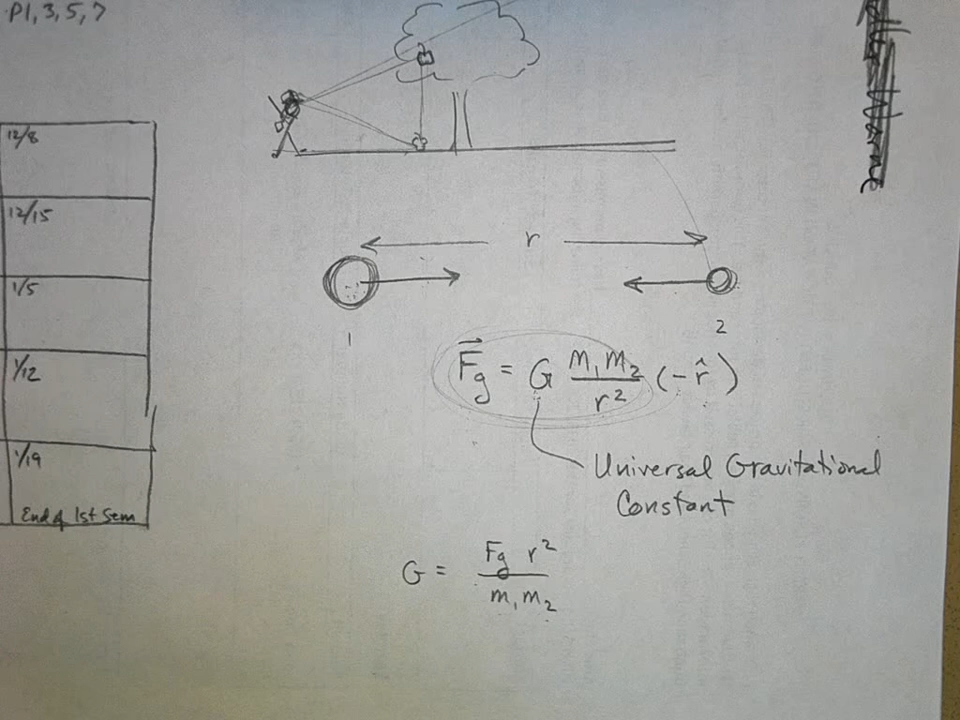 P1, 3, 5, 7
12/8
12/15
1/5
1/12
1/19
End of 1st Sem
r
1
2
F⃗g = G m₁m₂/r² (-r̂)
Universal Gravitational
Constant
G = Fg r²/m₁m₂